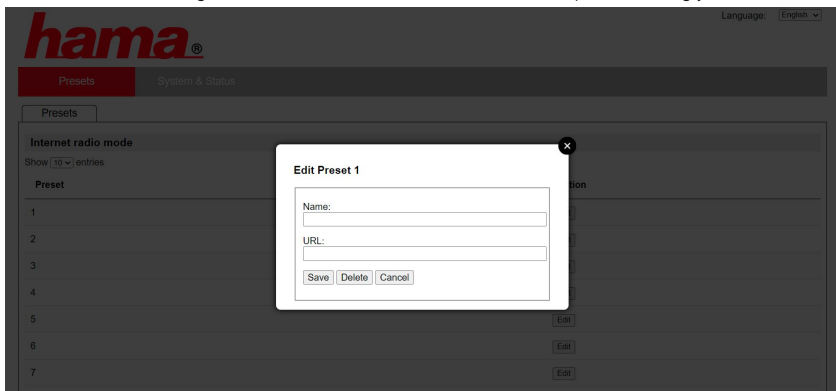 Language: English
hama®
Presets System & Status
Presets
Internet radio mode
Show 10 entries
Preset
Edit Preset 1
Name:
URL:
Save Delete Cancel
1
2
3
4
5 Edit
6 Edit
7 Edit